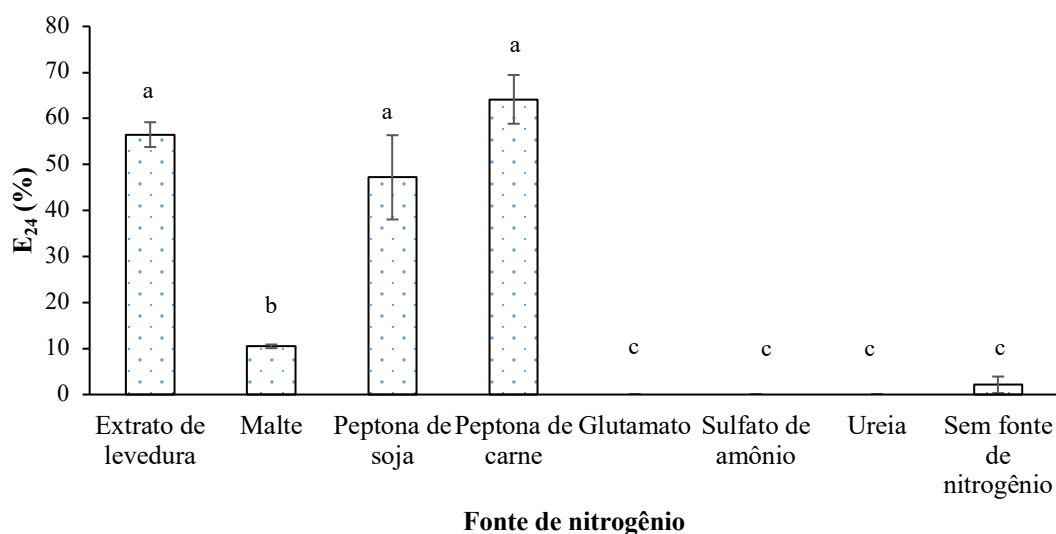 80
70
60
50
40
30
20
10
0
E24 (%)
a
b
a
a
c
c
c
c
Extrato de levedura
Malte
Peptona de soja
Peptona de carne
Glutamato
Sulfato de amônio
Ureia
Sem fonte de nitrogênio
Fonte de nitrogênio